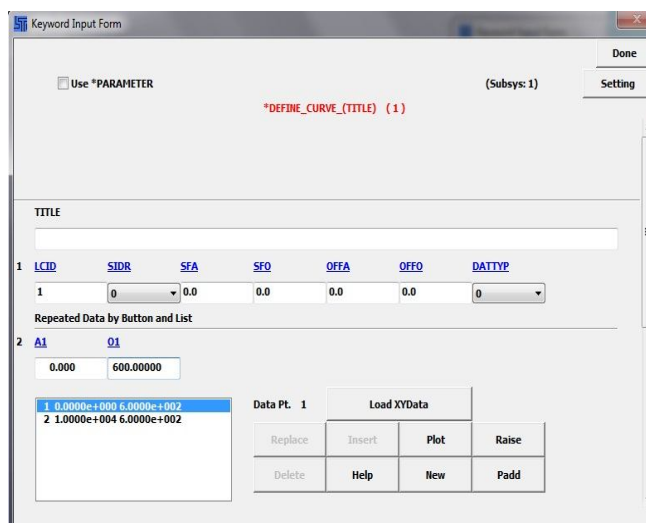 Keyword Input Form
Done
Use *PARAMETER
(Subsys: 1)
Setting
*DEFINE_CURVE_(TITLE) (1)
TITLE
1 LCID SIDR SFA SFO OFFA OFFO DATTYP
1 0 0.0 0.0 0.0 0.0 0
Repeated Data by Button and List
2 A1 O1
0.000 600.00000
1 0.0000e+000 6.0000e+002
2 1.0000e+004 6.0000e+002
Data Pt. 1
Load XYData
Replace Insert Plot Raise
Delete Help New Padd